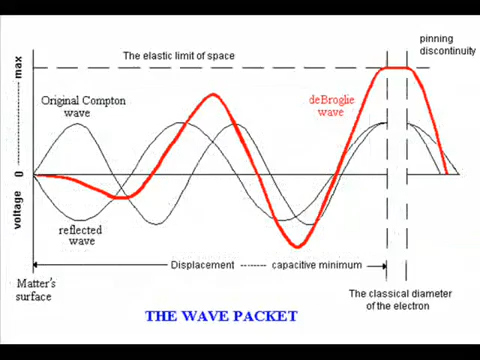 pinning
discontinuity
The elastic limit of space
max
Original Compton
wave
deBroglie
wave
0
voltage
reflected
wave
Displacement
capacitive minimum
Matter's
surface
The classical diameter
of the electron
THE WAVE PACKET